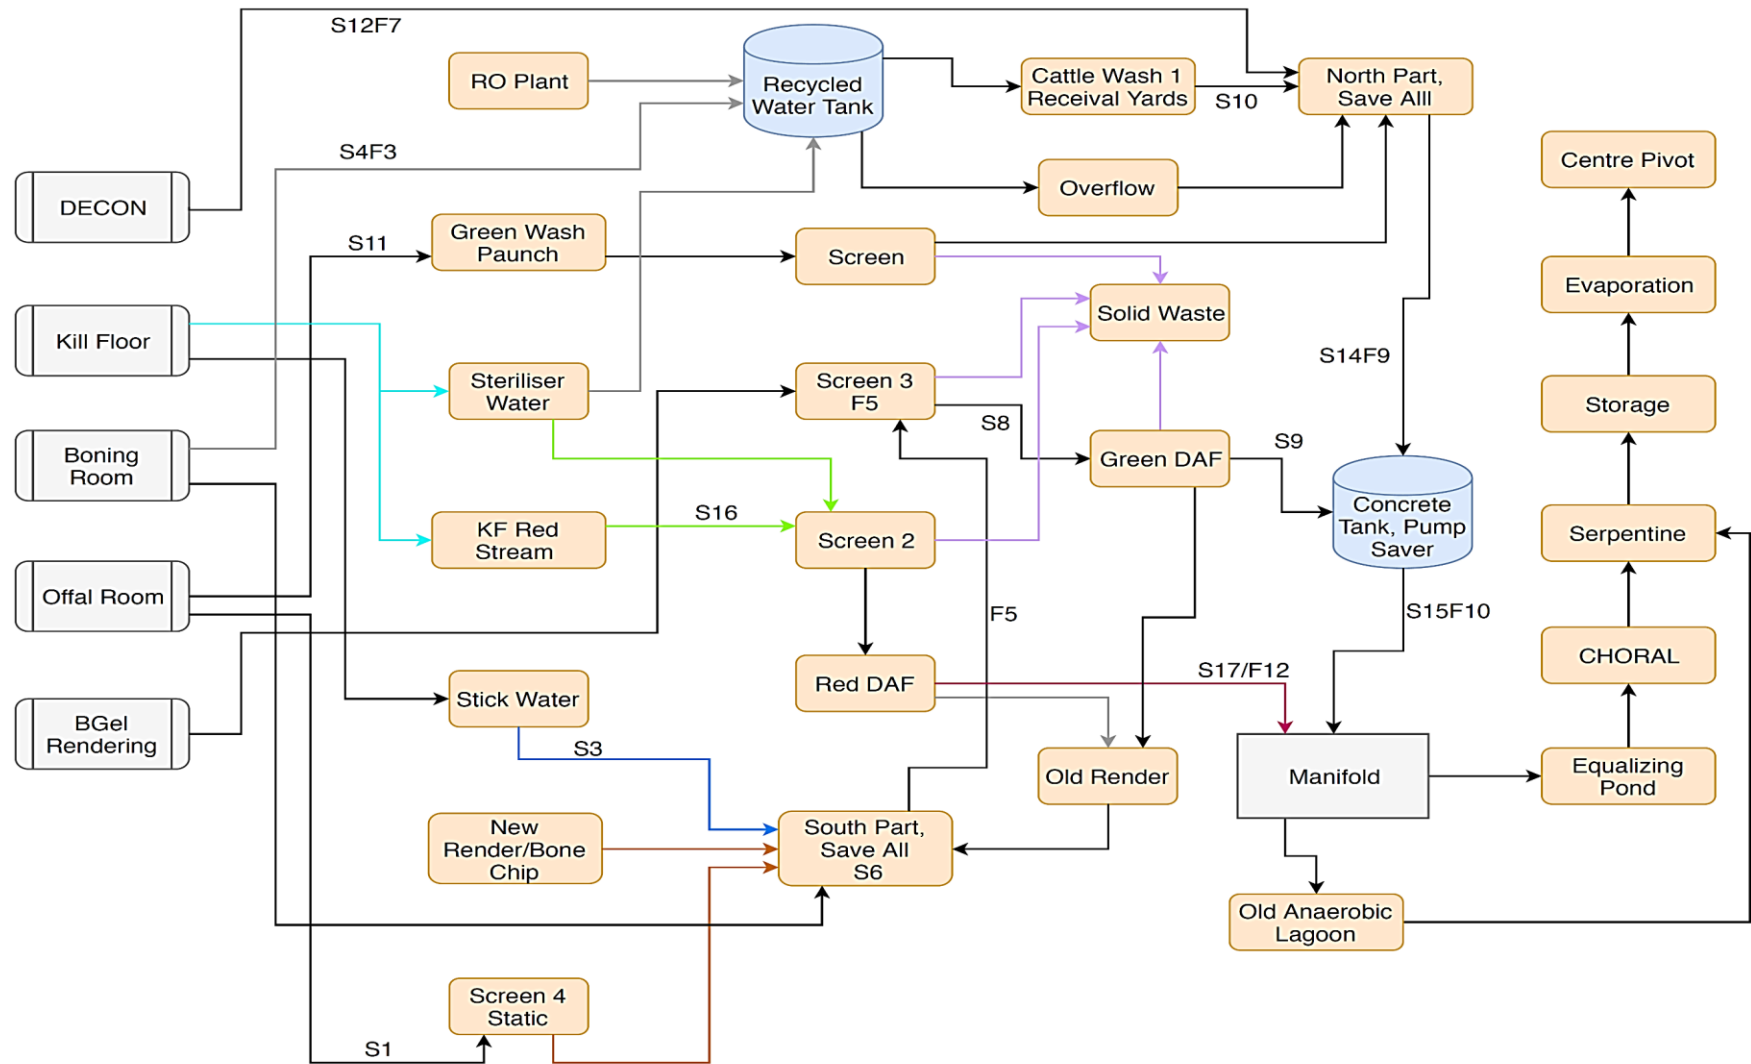 S12F7
RO Plant
Recycled
Water Tank
Cattle Wash 1
Receival Yards
S10
North Part,
Save Alll
S4F3
Centre Pivot
DECON
Overflow
S11
Green Wash
Paunch
Screen
Evaporation
Kill Floor
Solid Waste
S14F9
Steriliser
Water
Screen 3
F5
S8
Storage
Boning
Room
Green DAF
S9
KF Red
Stream
S16
Screen 2
Concrete
Tank, Pump
Saver
Serpentine
Offal Room
F5
S15F10
Stick Water
Red DAF
S17/F12
CHORAL
BGel
Rendering
S3
Old Render
Manifold
Equalizing
Pond
New
Render/Bone
Chip
South Part,
Save All
S6
Old Anaerobic
Lagoon
Screen 4
Static
S1